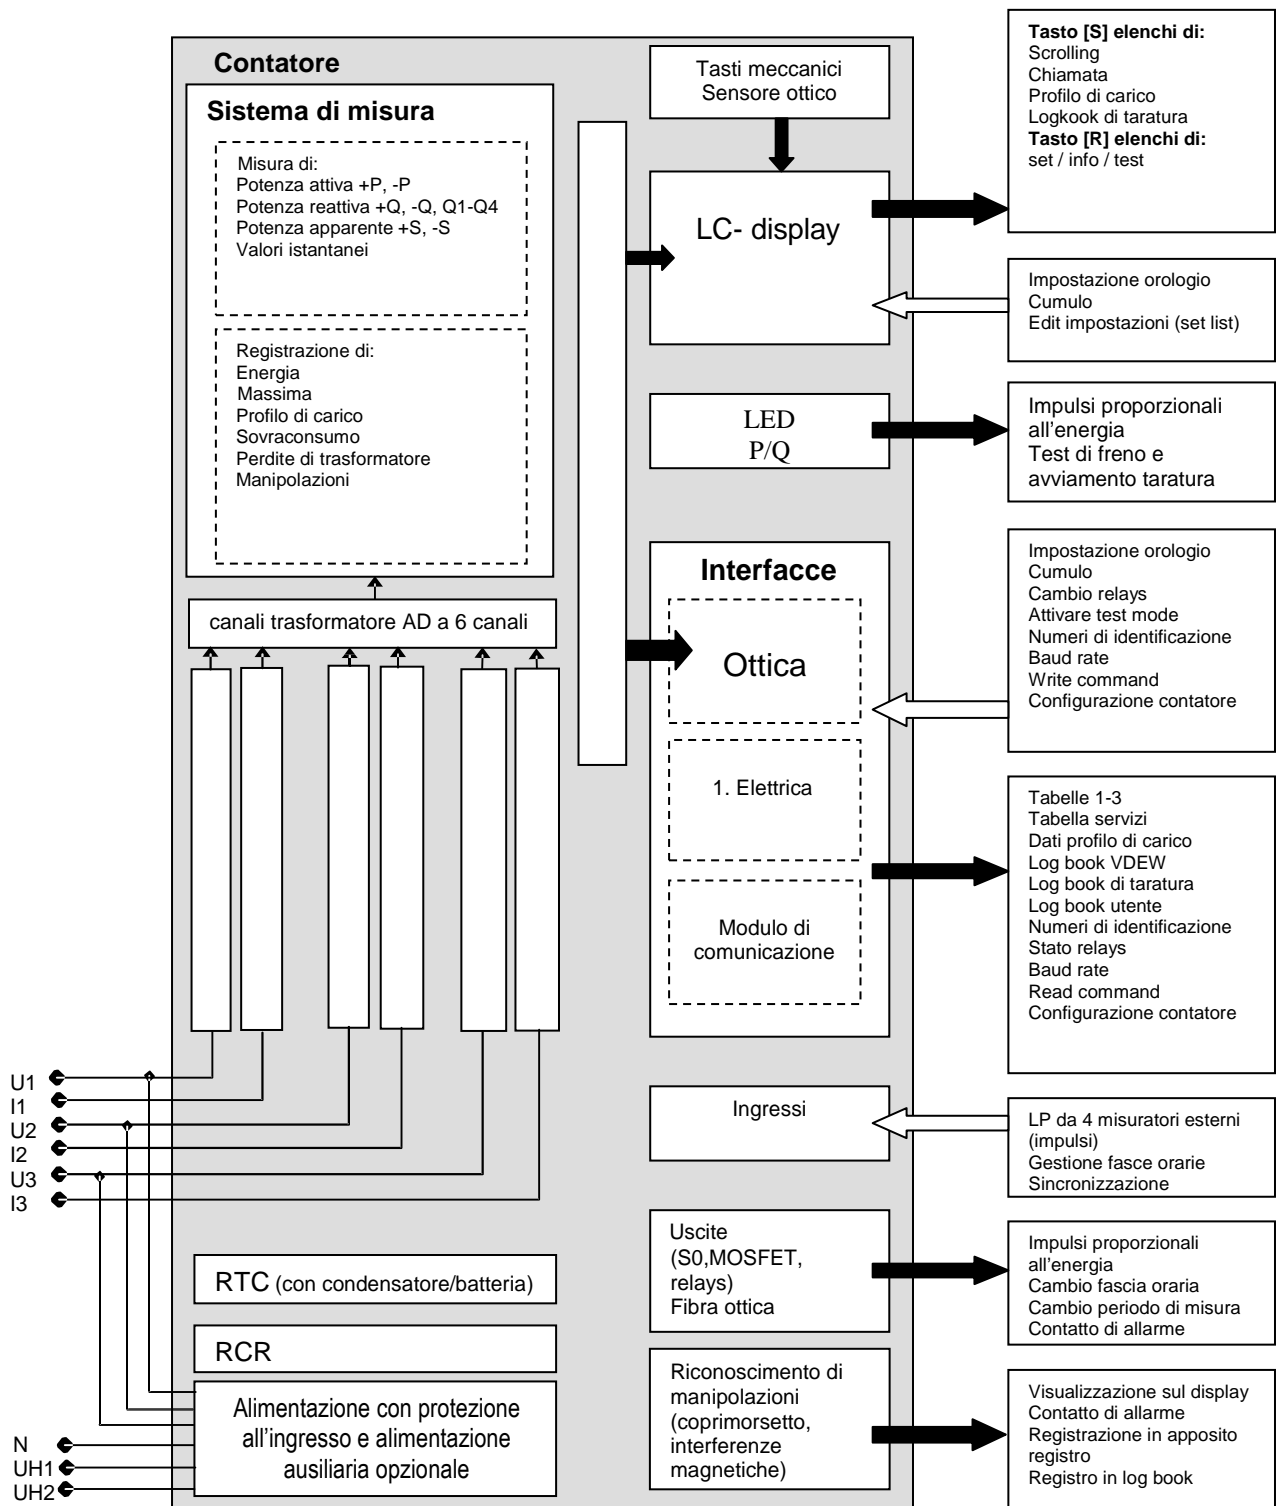 Contatore
Sistema di misura
Misura di:
Potenza attiva +P, -P
Potenza reattiva +Q, -Q, Q1-Q4
Potenza apparente +S, -S
Valori istantanei
Registrazione di:
Energia
Massima
Profilo di carico
Sovraconsumo
Perdite di trasformatore
Manipolazioni
canali trasformatore AD a 6 canali
U1
I1
U2
I2
U3
I3
RTC (con condensatore/batteria)
RCR
Alimentazione con protezione
all'ingresso e alimentazione
ausiliaria opzionale
N
UH1
UH2
Tasti meccanici
Sensore ottico
LC- display
LED
P/Q
Interfacce
Ottica
1. Elettrica
Modulo di
comunicazione
Ingressi
Uscite
(S0,MOSFET,
relays)
Fibra ottica
Riconoscimento di
manipolazioni
(coprimorsetto,
interferenze
magnetiche)
Tasto [S] elenchi di:
Scrolling
Chiamata
Profilo di carico
Logkook di taratura
Tasto [R] elenchi di:
set / info / test
Impostazione orologio
Cumulo
Edit impostazioni (set list)
Impulsi proporzionali
all'energia
Test di freno e
avviamento taratura
Impostazione orologio
Cumulo
Cambio relays
Attivare test mode
Numeri di identificazione
Baud rate
Write command
Configurazione contatore
Tabelle 1-3
Tabella servizi
Dati profilo di carico
Log book VDEW
Log book di taratura
Log book utente
Numeri di identificazione
Stato relays
Baud rate
Read command
Configurazione contatore
LP da 4 misuratori esterni
(impulsi)
Gestione fasce orarie
Sincronizzazione
Impulsi proporzionali
all'energia
Cambio fascia oraria
Cambio periodo di misura
Contatto di allarme
Visualizzazione sul display
Contatto di allarme
Registrazione in apposito
registro
Registro in log book